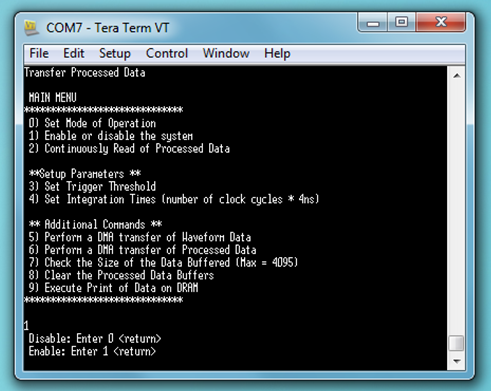 COM7 - Tera Term VT
File Edit Setup Control Window Help
Transfer Processed Data
MAIN MENU
******************************
0) Set Mode of Operation
1) Enable or disable the system
2) Continuously Read of Processed Data
**Setup Parameters **
3) Set Trigger Threshold
4) Set Integration Times (number of clock cycles * 4ns)
** Additional Commands **
5) Perform a DMA transfer of Waveform Data
6) Perform a DMA transfer of Processed Data
7) Check the Size of the Data Buffered (Max = 4095)
8) Clear the Processed Data Buffers
9) Execute Print of Data on DRAM
******************************
1
Disable: Enter 0 <return>
Enable: Enter 1 <return>